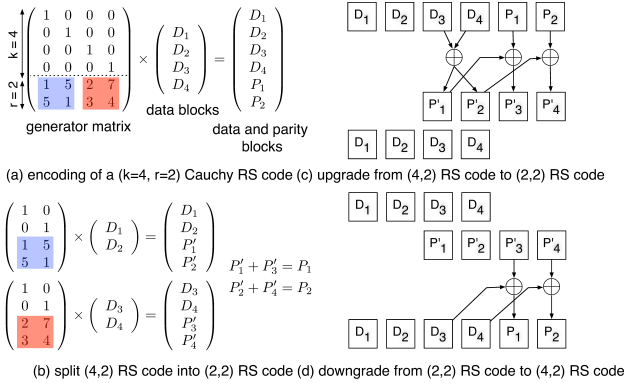 k = 4
r = 2
1 0 0 0
0 1 0 0
0 0 1 0
0 0 0 1
1 5 2 7
5 1 3 4
×
D1
D2
D3
D4
=
D1
D2
D3
D4
P1
P2
generator matrix
data blocks
data and parity
blocks
(a) encoding of a (k=4, r=2) Cauchy RS code
D1 D2 D3 D4 P1 P2
P'1 P'2 P'3 P'4
D1 D2 D3 D4
(c) upgrade from (4,2) RS code to (2,2) RS code
1 0
0 1
1 5
5 1
×
D1
D2
=
D1
D2
P'1
P'2
1 0
0 1
2 7
3 4
×
D3
D4
=
D3
D4
P'3
P'4
P'1 + P'3 = P1
P'2 + P'4 = P2
(b) split (4,2) RS code into (2,2) RS code
D1 D2 D3 D4
P'1 P'2 P'3 P'4
D1 D2 D3 D4 P1 P2
(d) downgrade from (2,2) RS code to (4,2) RS code